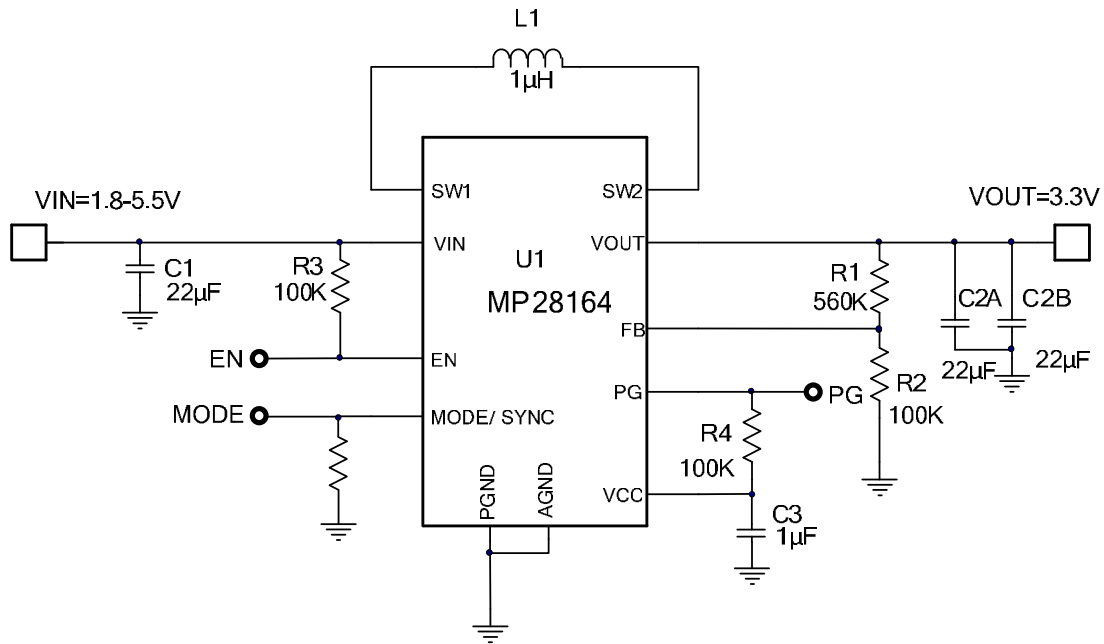 L1
1µH
SW1
SW2
VIN=1.8-5.5V
VOUT=3.3V
VIN
VOUT
U1
MP28164
C1
22µF
R3
100K
R1
560K
C2A
C2B
22µF
22µF
FB
EN
EN
R2
100K
PG
PG
MODE
MODE/ SYNC
R4
100K
PGND
AGND
VCC
C3
1µF